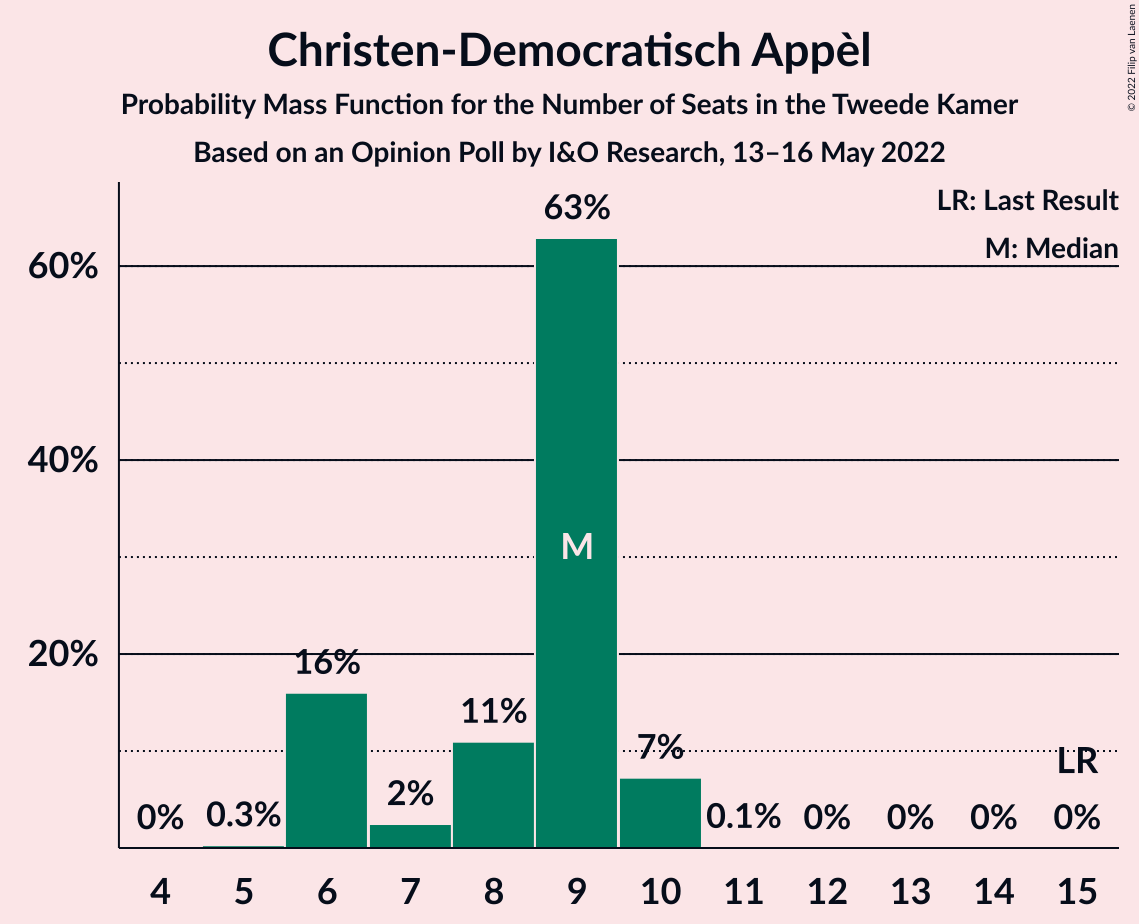 Christen-Democratisch Appèl
Probability Mass Function for the Number of Seats in the Tweede Kamer
Based on an Opinion Poll by I&O Research, 13–16 May 2022
© 2022 Filip van Laenen
LR: Last Result
M: Median
63%
60%
40%
M
20%
16%
11%
7%
LR
2%
0% 0.3% 0.1% 0% 0% 0% 0%
4 5 6 7 8 9 10 11 12 13 14 15